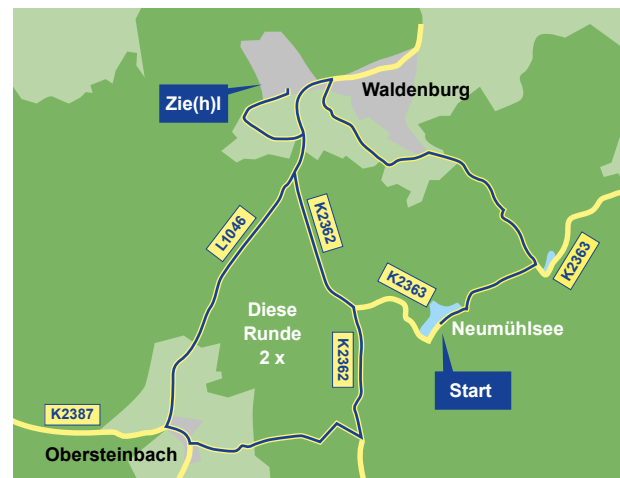 Waldenburg
Zie(h)l
K2362
L1046
K2363
K2363
Diese
Runde
2 x
Neumühlsee
K2362
Start
K2387
Obersteinbach